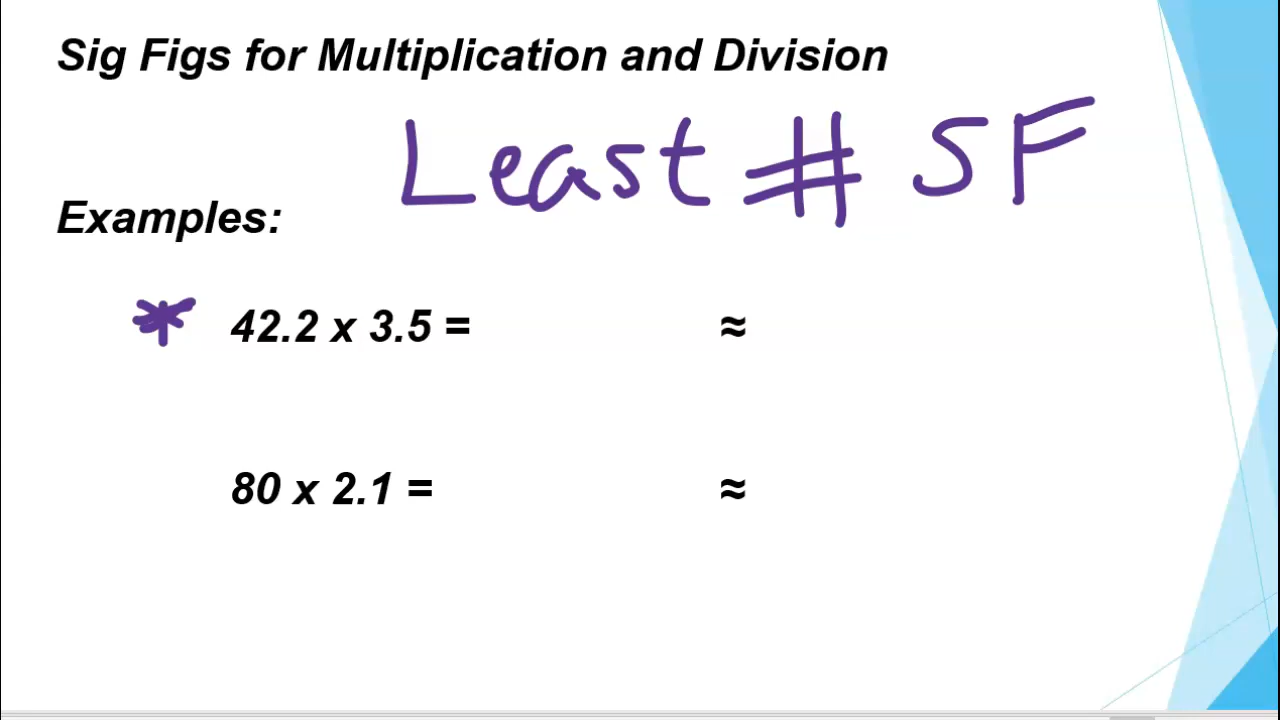 Sig Figs for Multiplication and Division
Least # SF
Examples:
* 42.2 x 3.5 = ≈
80 x 2.1 = ≈